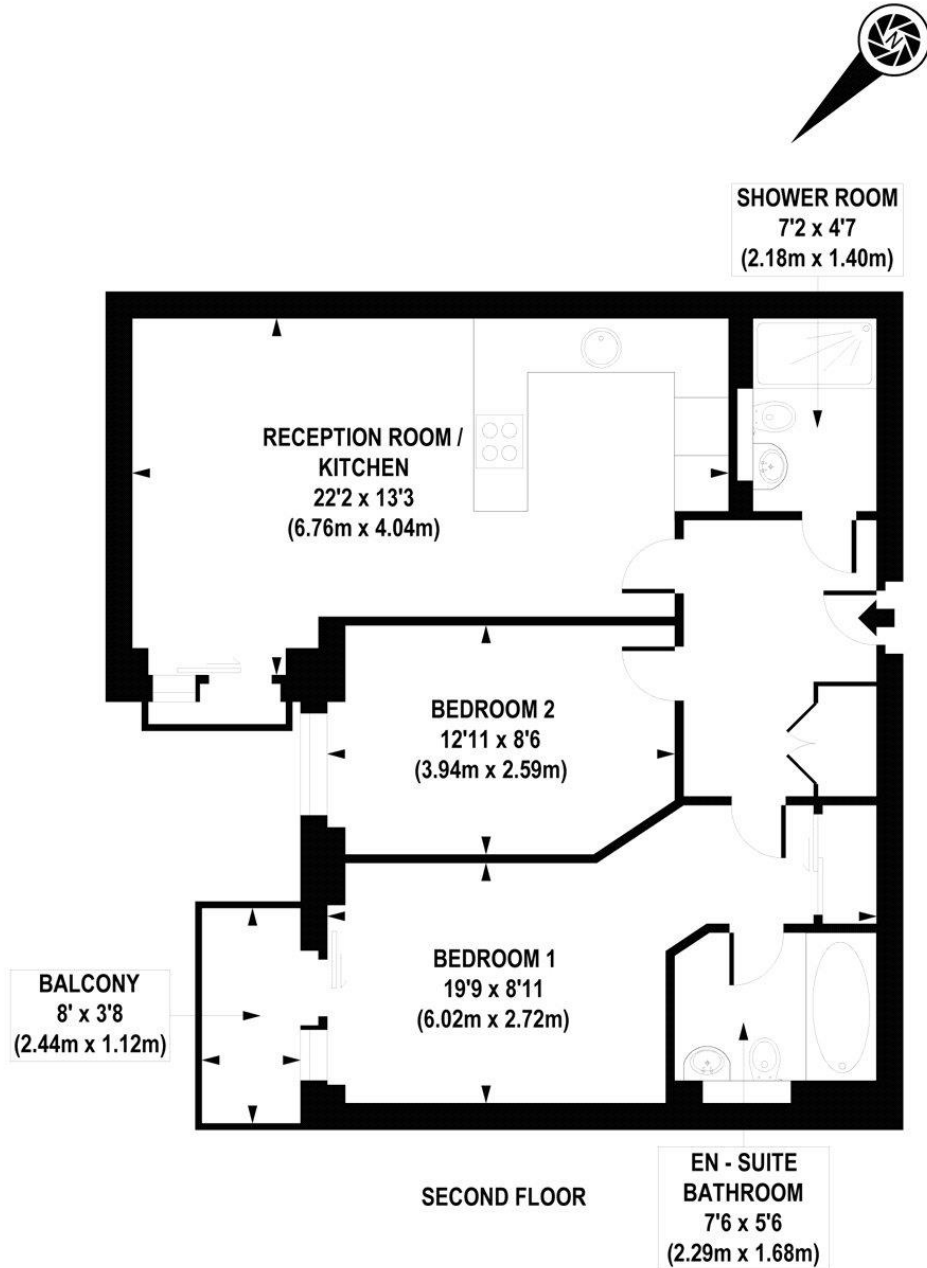 N
SHOWER ROOM
7'2 x 4'7
(2.18m x 1.40m)
RECEPTION ROOM /
KITCHEN
22'2 x 13'3
(6.76m x 4.04m)
BEDROOM 2
12'11 x 8'6
(3.94m x 2.59m)
BEDROOM 1
19'9 x 8'11
(6.02m x 2.72m)
BALCONY
8' x 3'8
(2.44m x 1.12m)
SECOND FLOOR
EN - SUITE
BATHROOM
7'6 x 5'6
(2.29m x 1.68m)